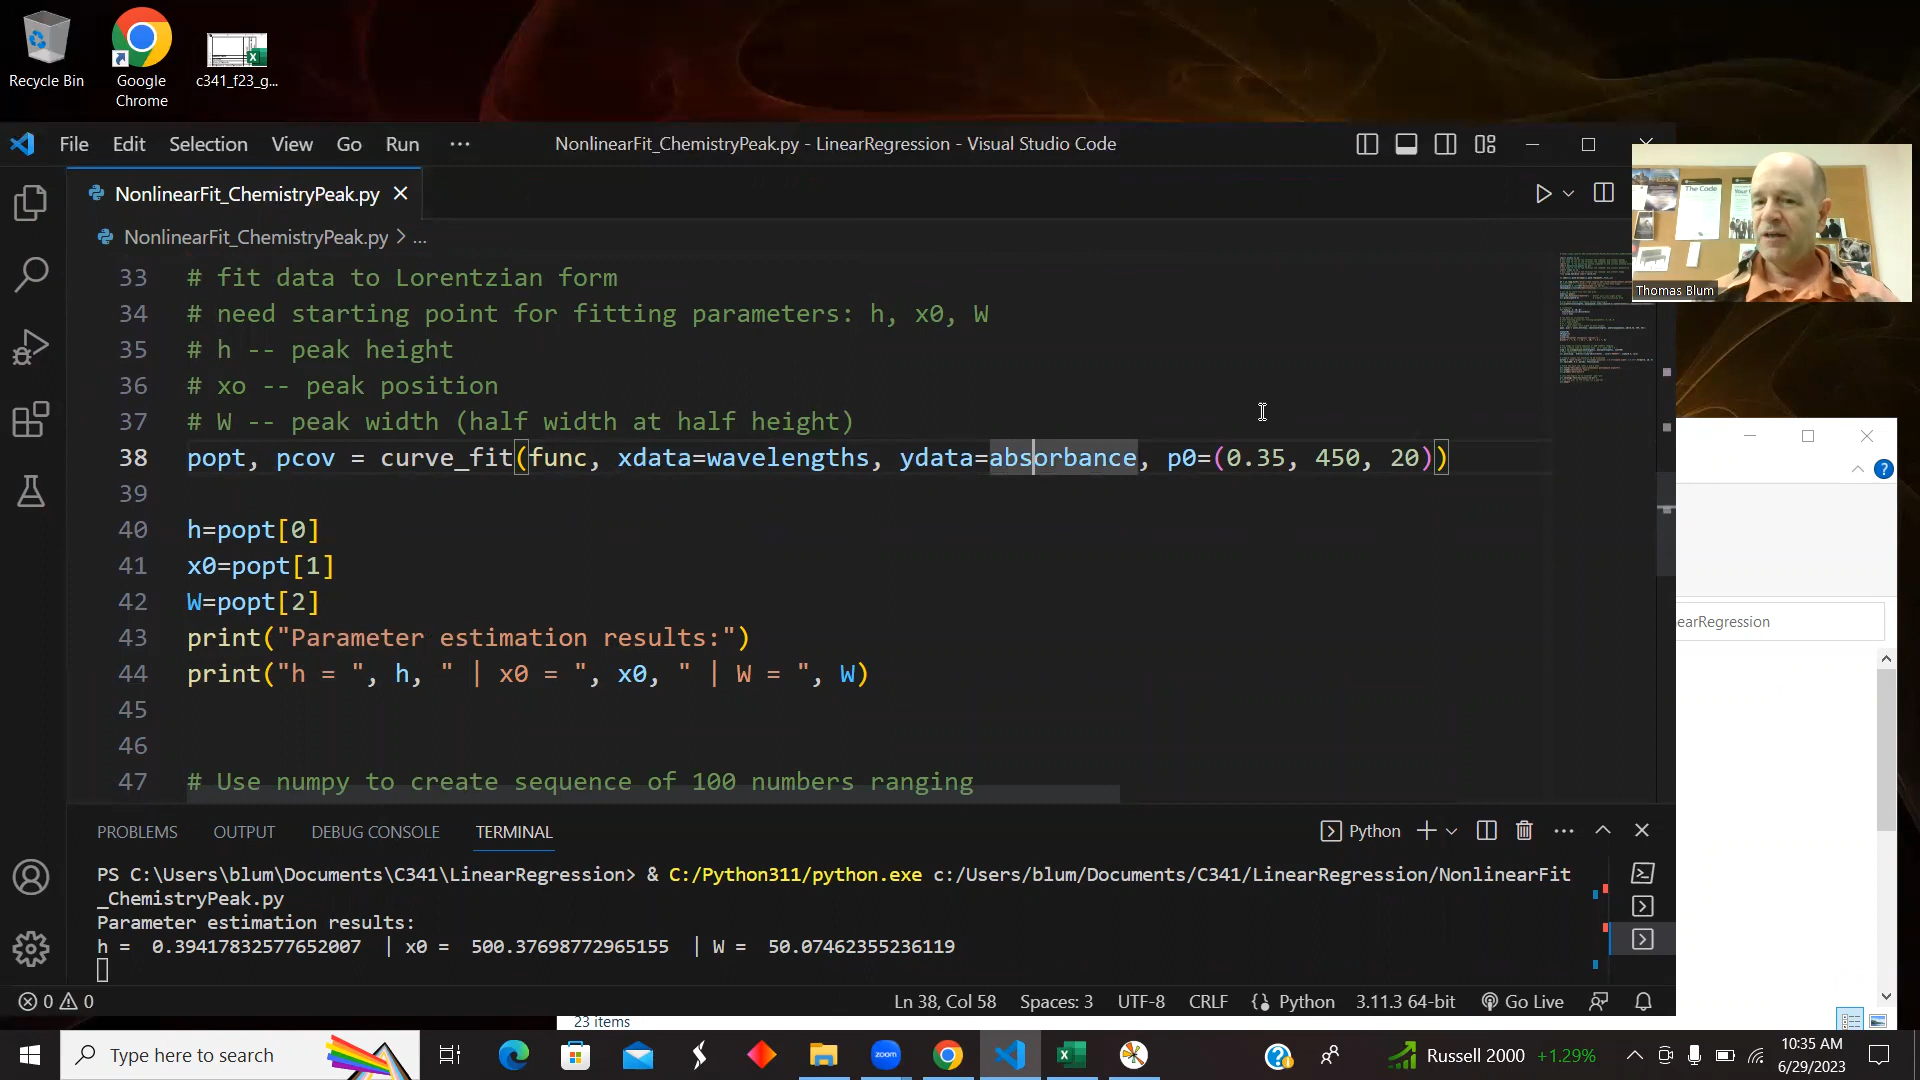 Recycle Bin
Google
Chrome
c341_f23_g...
File Edit Selection View Go Run ...
NonlinearFit_ChemistryPeak.py - LinearRegression - Visual Studio Code
NonlinearFit_ChemistryPeak.py
NonlinearFit_ChemistryPeak.py > ...
The Code
Thomas Blum
33 # fit data to Lorentzian form
34 # need starting point for fitting parameters: h, x0, W
35 # h -- peak height
36 # xo -- peak position
37 # W -- peak width (half width at half height)
38 popt, pcov = curve_fit(func, xdata=wavelengths, ydata=absorbance, p0=(0.35, 450, 20))
39
40 h=popt[0]
41 x0=popt[1]
42 W=popt[2]
43 print("Parameter estimation results:")
44 print("h = ", h, " | x0 = ", x0, " | W = ", W)
45
46
47 # Use numpy to create sequence of 100 numbers ranging
earRegression
PROBLEMS OUTPUT DEBUG CONSOLE TERMINAL
Python
PS C:\Users\blum\Documents\C341\LinearRegression> & C:/Python311/python.exe c:/Users/blum/Documents/C341/LinearRegression/NonlinearFit
_ChemistryPeak.py
Parameter estimation results:
h =  0.39417832577652007  | x0 =  500.37698772965155  | W =  50.07462355236119
0 0
Ln 38, Col 58 Spaces: 3 UTF-8 CRLF Python 3.11.3 64-bit Go Live
23 items
Type here to search
zoom
Russell 2000 +1.29%
10:35 AM
6/29/2023